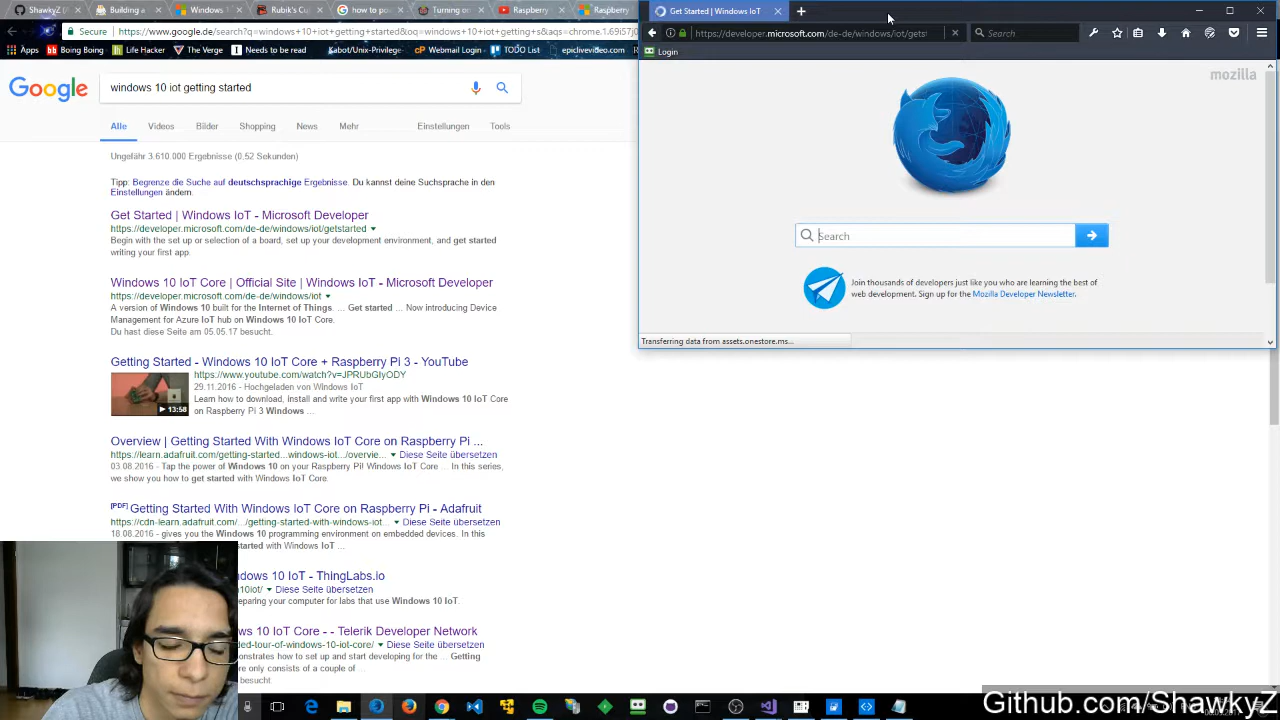 Rubik's Cu
how to po
Turning o
Raspberry
Get Started | Windows IoT
Secure
https://www.google.de/search?q=windows+10+iot+getting+started&oq=windows+10+iot+getting+s&aqs=chrome.1.69i57j0
https://developer.microsoft.com/de-de/windows/iot/gets
Search
Apps
Boing Boing
Life Hacker
The W3
Needs to be read
Kabot/Unix-Privileg
TODO List
epiclivevideo.com
Login
Google
windows 10 iot getting started
mozilla
Alle
Videos
Bilder
Shopping
News
Mehr
Einstellungen
Tools
Ungefähr 3.610.000 Ergebnisse (0,52 Sekunden)
Tipp: Begrenze die Suche auf deutschsprachige Ergebnisse. Du kannst deine Suchsprache in den
Einstellungen ändern.
Get Started | Windows IoT - Microsoft Developer
https://developer.microsoft.com/de-de/windows/iot/getstarted
Begin with the set up or selection of a board, set up your development environment, and get started
writing your first app.
Search
Windows 10 IoT Core | Official Site | Windows IoT - Microsoft Developer
https://developer.microsoft.com/de-de/windows/iot
A version of Windows 10 built for the Internet of Things. ... Get started ... Now introducing Device
Management for Azure IoT hub on Windows 10 IoT Core.
Du hast diese Seite am 05.05.17 besucht.
Join thousands of developers just like you who are learning the best of
web development. Sign up for the Mozilla Developer Newsletter.
Transferring data from assets.onestore.ms...
Getting Started - Windows 10 IoT Core + Raspberry Pi 3 - YouTube
https://www.youtube.com/watch?v=JPRUbGIyODY
29.11.2016 - Hochgeladen von Windows IoT
Learn how to download, install and write your first app with Windows 10 IoT Core
on Raspberry Pi 3 Windows ...
13:58
Overview | Getting Started With Windows IoT Core on Raspberry Pi ...
https://learn.adafruit.com/getting-started...windows-iot.../overvie... Diese Seite übersetzen
03.08.2016 - Tap the power of Windows 10 on your Raspberry Pi! Windows IoT Core ... In this series,
we show you how to get started with Windows IoT Core.
[PDF] Getting Started With Windows IoT Core on Raspberry Pi - Adafruit
https://cdn-learn.adafruit.com/.../getting-started-with-windows-iot... Diese Seite übersetzen
18.08.2016 - gives you the Windows 10 programming environment on embedded devices. In this
started with Windows IoT ...
dows 10 IoT - ThingLabs.io
10iot/ Diese Seite übersetzen
eparing your computer for labs that use Windows 10 IoT.
ws 10 IoT Core - - Telerik Developer Network
ded-tour-of-windows-10-iot-core/ Diese Seite übersetzen
nstrates how to set up and start developing for the ... Getting
re only consists of a couple of ...
besucht.
Github.com/ShawkyZ